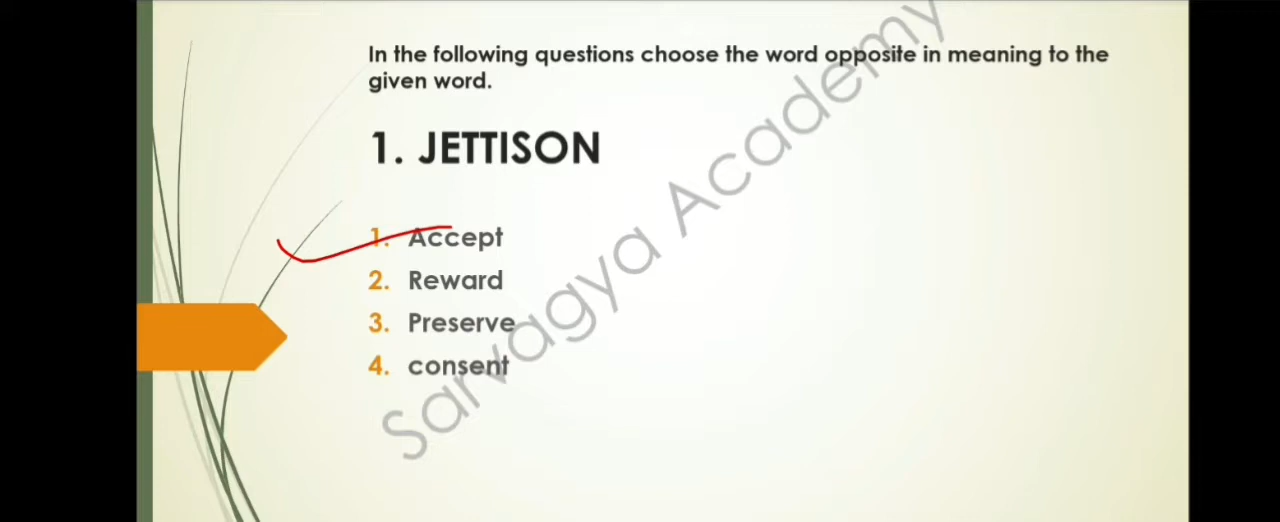 In the following questions choose the word opposite in meaning to the
given word.
1. JETTISON
1. Accept
2. Reward
3. Preserve
4. consent
Sarvagya Academy